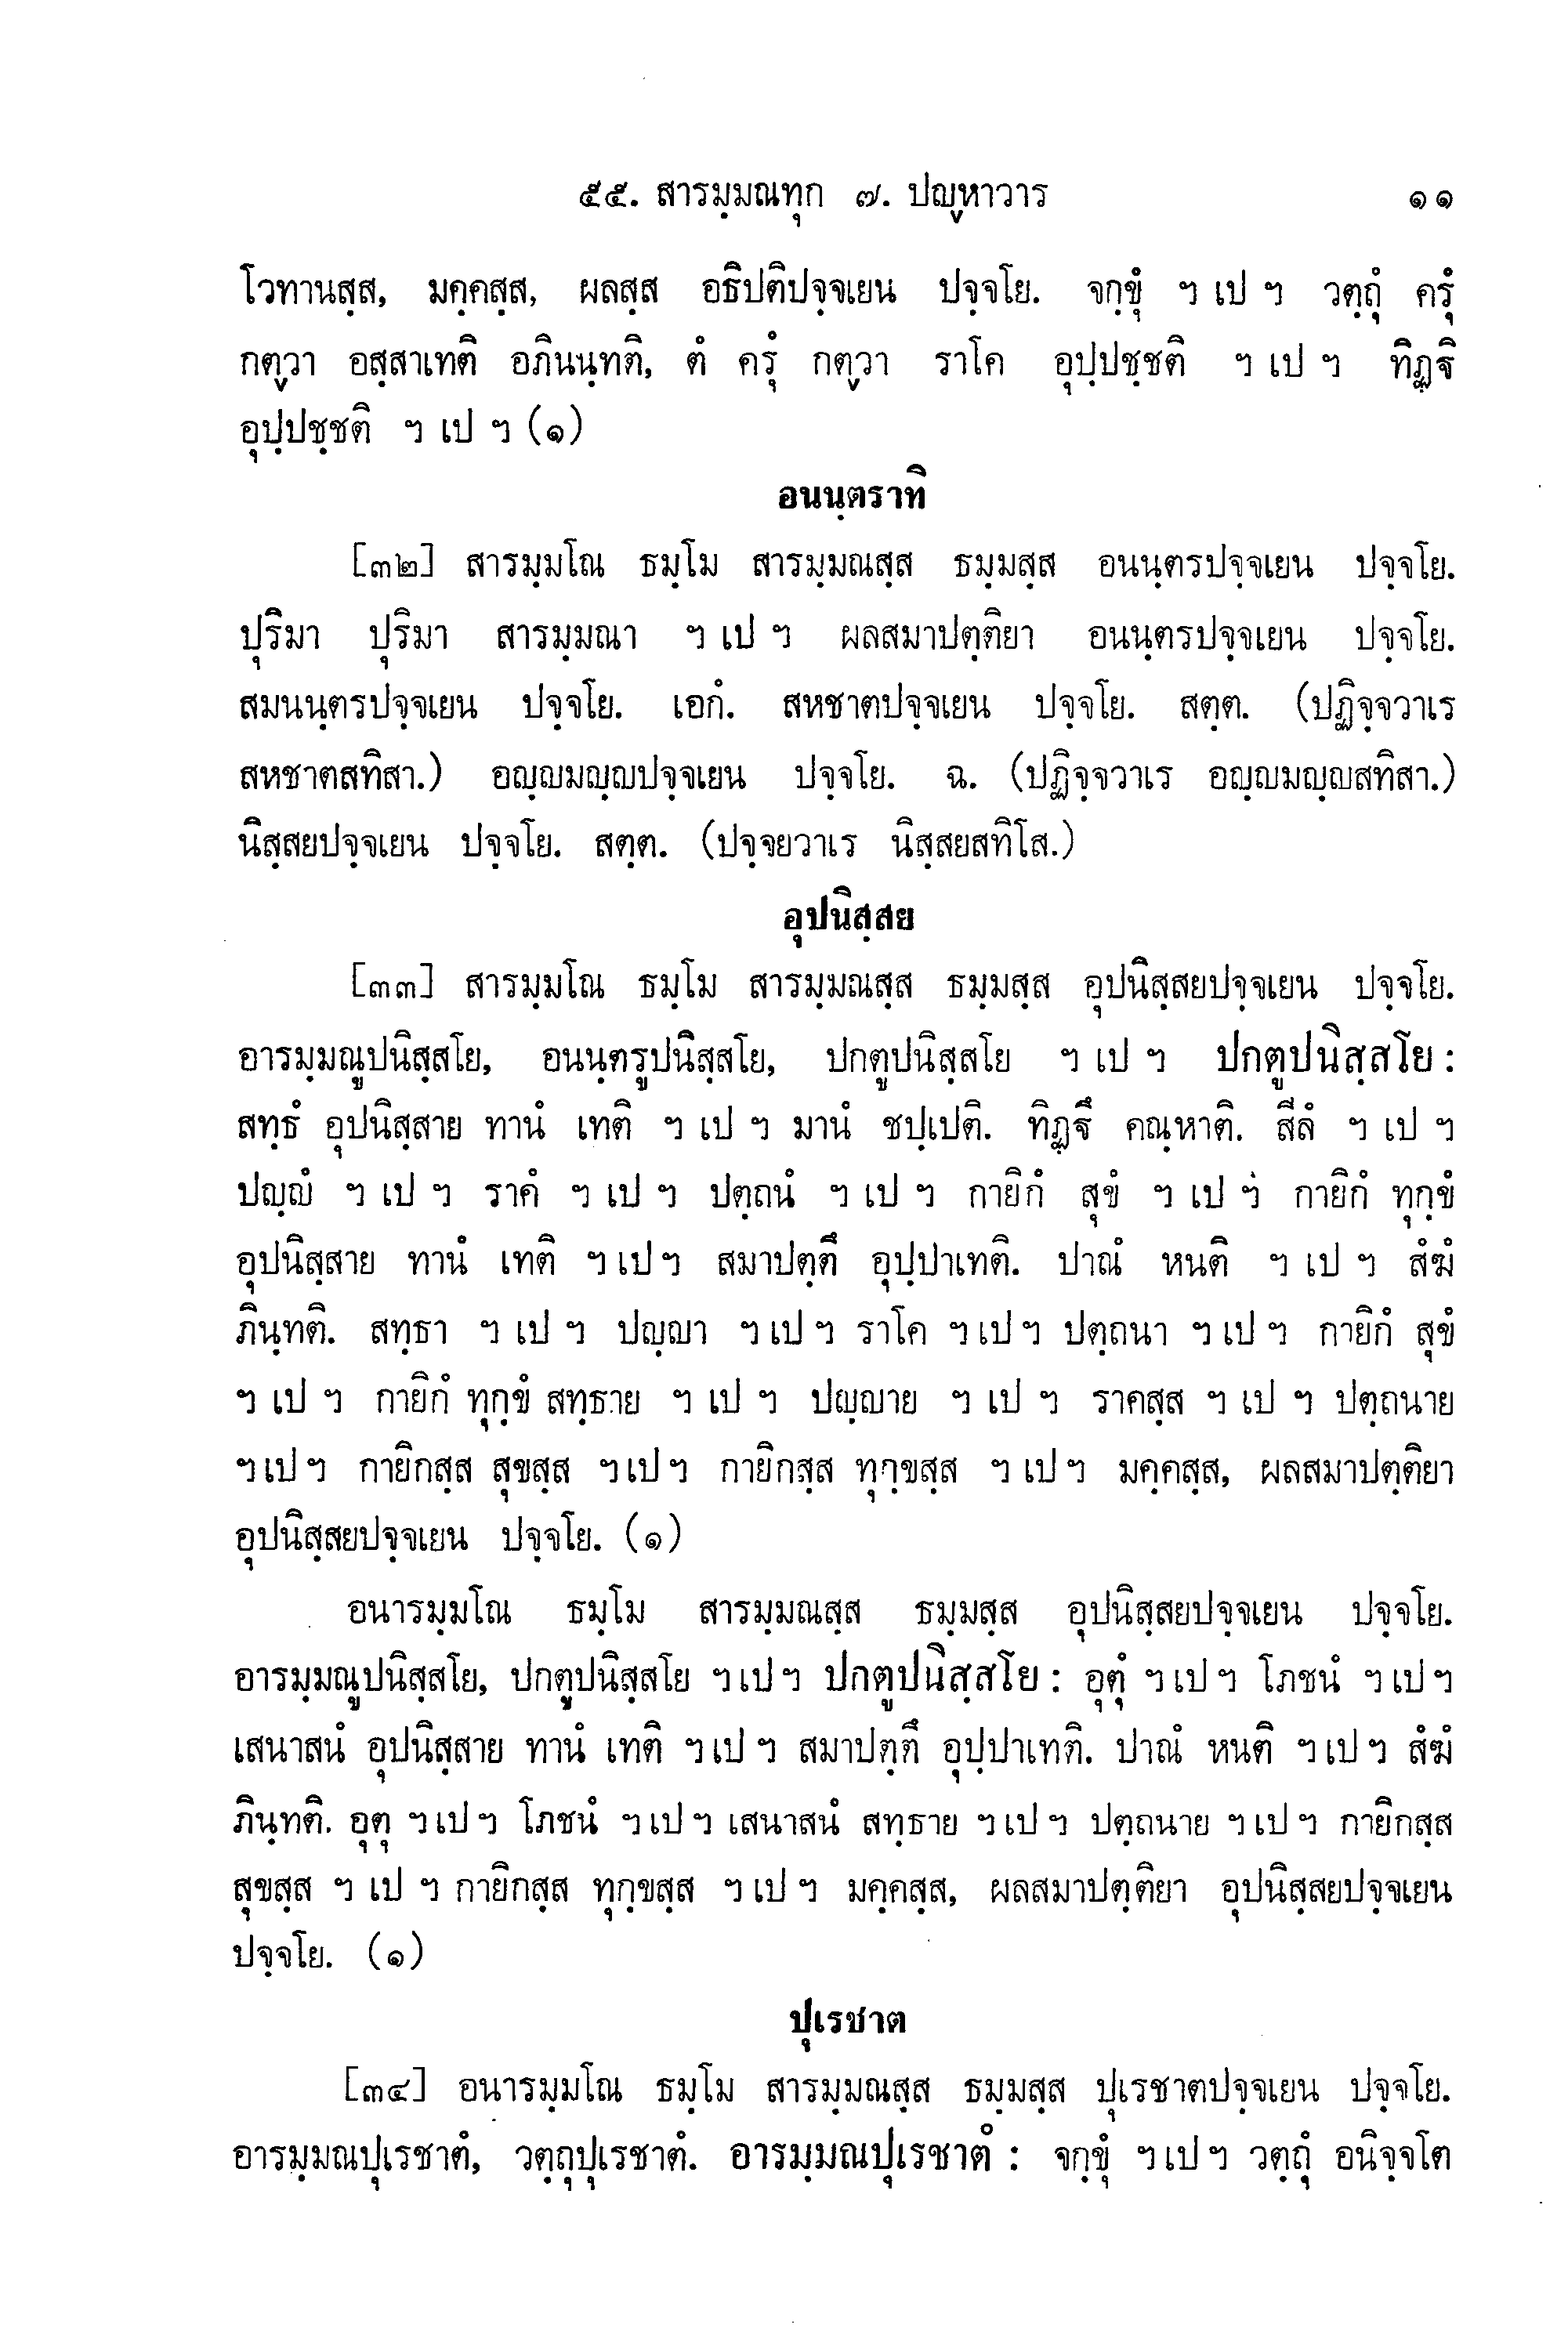 ๕๕. สารมฺมณทุก ๗. ปญฺหาวาร ๑๑
โวทานสฺส, มคฺคสฺส, ผลสฺส อธิปติปจฺจเยน ปจฺจโย. จกฺขุํ ฯ เป ฯ วตฺถุํ ครุํ
กตฺวา อสฺสาเทติ อภินนฺทติ, ตํ ครุํ กตฺวา ราโค อุปฺปชฺชติ ฯ เป ฯ ทิฏฺฐิ
อุปฺปชฺชติ ฯ เป ฯ (๑)
อนนฺตราทิ
[๓๒] สารมฺมโณ ธมฺโม สารมฺมณสฺส ธมฺมสฺส อนนฺตรปจฺจเยน ปจฺจโย.
ปุริมา ปุริมา สารมฺมณา ฯ เป ฯ ผลสมาปตฺติยา อนนฺตรปจฺจเยน ปจฺจโย.
สมนนฺตรปจฺจเยน ปจฺจโย. เอกํ. สหชาตปจฺจเยน ปจฺจโย. สตฺต. (ปฏิจฺจวาเร
สหชาตสทิสา.) อญฺญมญฺญปจฺจเยน ปจฺจโย. ฉ. (ปฏิจฺจวาเร อญฺญมญฺญสทิสา.)
นิสฺสยปจฺจเยน ปจฺจโย. สตฺต. (ปจฺจยวาเร นิสฺสยสทิโส.)
อุปนิสฺสย
[๓๓] สารมฺมโณ ธมฺโม สารมฺมณสฺส ธมฺมสฺส อุปนิสฺสยปจฺจเยน ปจฺจโย.
อารมฺมณูปนิสฺสโย, อนนฺตรูปนิสฺสโย, ปกตูปนิสฺสโย ฯ เป ฯ ปกตูปนิสฺสโย :
สทฺธํ อุปนิสฺสาย ทานํ เทติ ฯ เป ฯ มานํ ชปฺเปติ. ทิฏฺฐึ คณฺหาติ. สีลํ ฯ เป ฯ
ปญฺญํ ฯ เป ฯ ราคํ ฯ เป ฯ ปตฺถนํ ฯ เป ฯ กายิกํ สุขํ ฯ เป ฯ กายิกํ ทุกฺขํ
อุปนิสฺสาย ทานํ เทติ ฯ เป ฯ สมาปตฺตึ อุปฺปาเทติ. ปาณํ หนติ ฯ เป ฯ สํฆํ
ภินฺทติ. สทฺธา ฯ เป ฯ ปญฺญา ฯ เป ฯ ราโค ฯ เป ฯ ปตฺถนา ฯ เป ฯ กายิกํ สุขํ
ฯ เป ฯ กายิกํ ทุกฺขํ สทฺธาย ฯ เป ฯ ปญฺญาย ฯ เป ฯ ราคสฺส ฯ เป ฯ ปตฺถนาย
ฯ เป ฯ กายิกสฺส สุขสฺส ฯ เป ฯ กายิกสฺส ทุกฺขสฺส ฯ เป ฯ มคฺคสฺส, ผลสมาปตฺติยา
อุปนิสฺสยปจฺจเยน ปจฺจโย. (๑)
อนารมฺมโณ ธมฺโม สารมฺมณสฺส ธมฺมสฺส อุปนิสฺสยปจฺจเยน ปจฺจโย.
อารมฺมณูปนิสฺสโย, ปกตูปนิสฺสโย ฯ เป ฯ ปกตูปนิสฺสโย : อุตุํ ฯ เป ฯ โภชนํ ฯ เป ฯ
เสนาสนํ อุปนิสฺสาย ทานํ เทติ ฯ เป ฯ สมาปตฺตึ อุปฺปาเทติ. ปาณํ หนติ ฯ เป ฯ สํฆํ
ภินฺทติ. อุตุ ฯ เป ฯ โภชนํ ฯ เป ฯ เสนาสนํ สทฺธาย ฯ เป ฯ ปตฺถนาย ฯ เป ฯ กายิกสฺส
สุขสฺส ฯ เป ฯ กายิกสฺส ทุกฺขสฺส ฯ เป ฯ มคฺคสฺส, ผลสมาปตฺติยา อุปนิสฺสยปจฺจเยน
ปจฺจโย. (๑)
ปุเรชาต
[๓๔] อนารมฺมโณ ธมฺโม สารมฺมณสฺส ธมฺมสฺส ปุเรชาตปจฺจเยน ปจฺจโย.
อารมฺมณปุเรชาตํ, วตฺถุปุเรชาตํ. อารมฺมณปุเรชาตํ : จกฺขุํ ฯ เป ฯ วตฺถุํ อนิจฺจโต